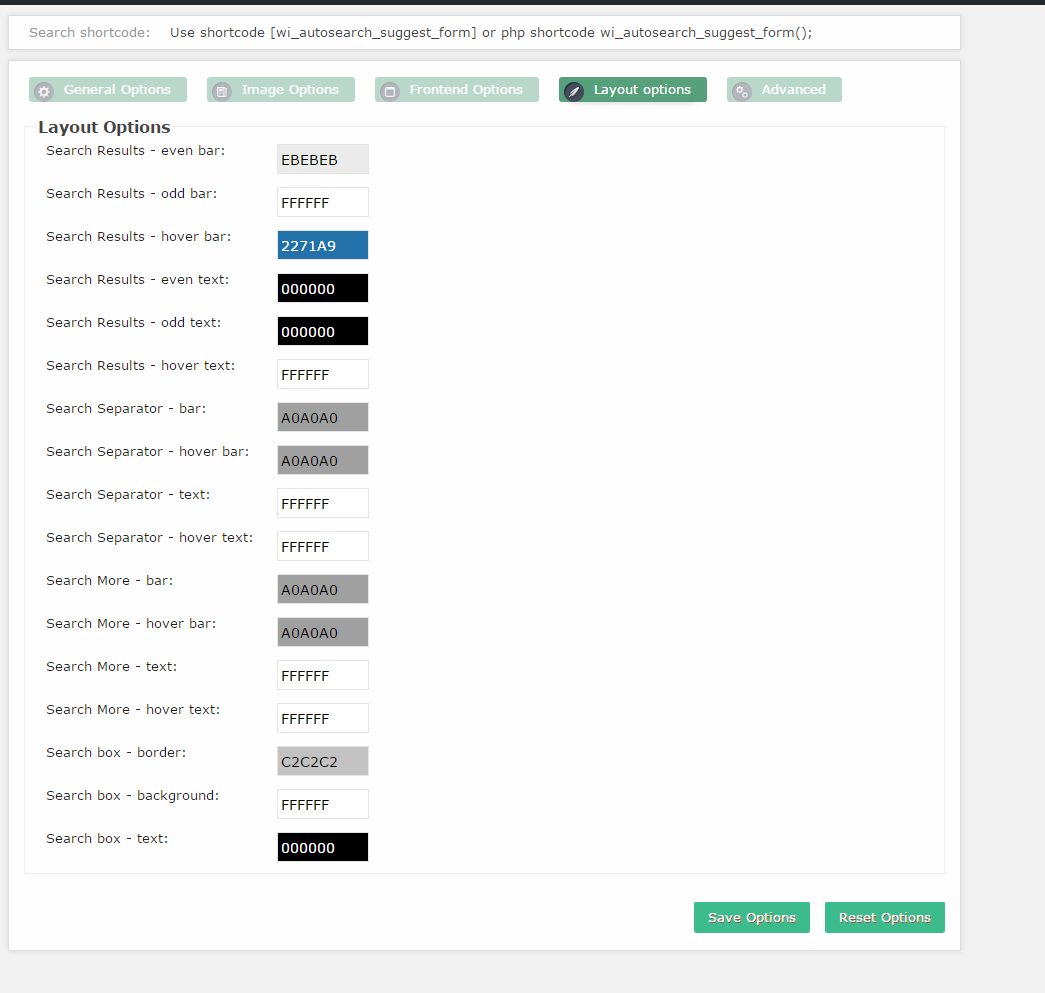 Search shortcode: Use shortcode [wi_autosearch_suggest_form] or php shortcode wi_autosearch_suggest_form();
General Options Image Options Frontend Options Layout options Advanced
Layout Options
Search Results - even bar: EBEBEB
Search Results - odd bar: FFFFFF
Search Results - hover bar: 2271A9
Search Results - even text: 000000
Search Results - odd text: 000000
Search Results - hover text: FFFFFF
Search Separator - bar: A0A0A0
Search Separator - hover bar: A0A0A0
Search Separator - text: FFFFFF
Search Separator - hover text: FFFFFF
Search More - bar: A0A0A0
Search More - hover bar: A0A0A0
Search More - text: FFFFFF
Search More - hover text: FFFFFF
Search box - border: C2C2C2
Search box - background: FFFFFF
Search box - text: 000000
Save Options Reset Options